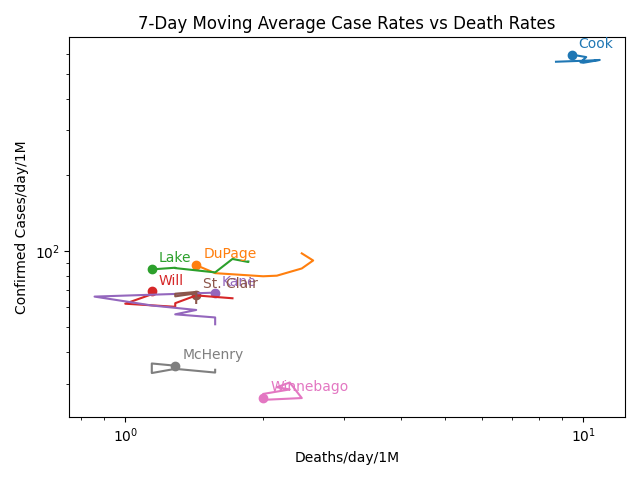 7-Day Moving Average Case Rates vs Death Rates
Cook
Confirmed Cases/day/1M
10²
DuPage
Lake
Will
Kane
St. Clair
McHenry
Winnebago
10⁰
10¹
Deaths/day/1M